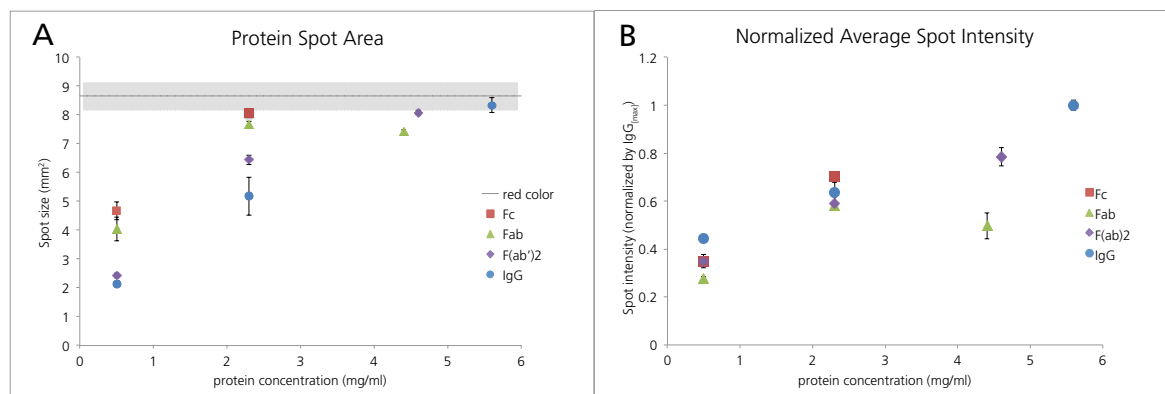 A
Protein Spot Area
Spot size (mm²)
10
9
8
7
6
5
4
3
2
1
0
0 1 2 3 4 5 6
protein concentration (mg/ml)
red color
Fc
Fab
F(ab')2
IgG
B
Normalized Average Spot Intensity
Spot intensity (normalized by IgG[max])
1.2
1
0.8
0.6
0.4
0.2
0
0 1 2 3 4 5 6
protein concentration (mg/ml)
Fc
Fab
F(ab)2
IgG